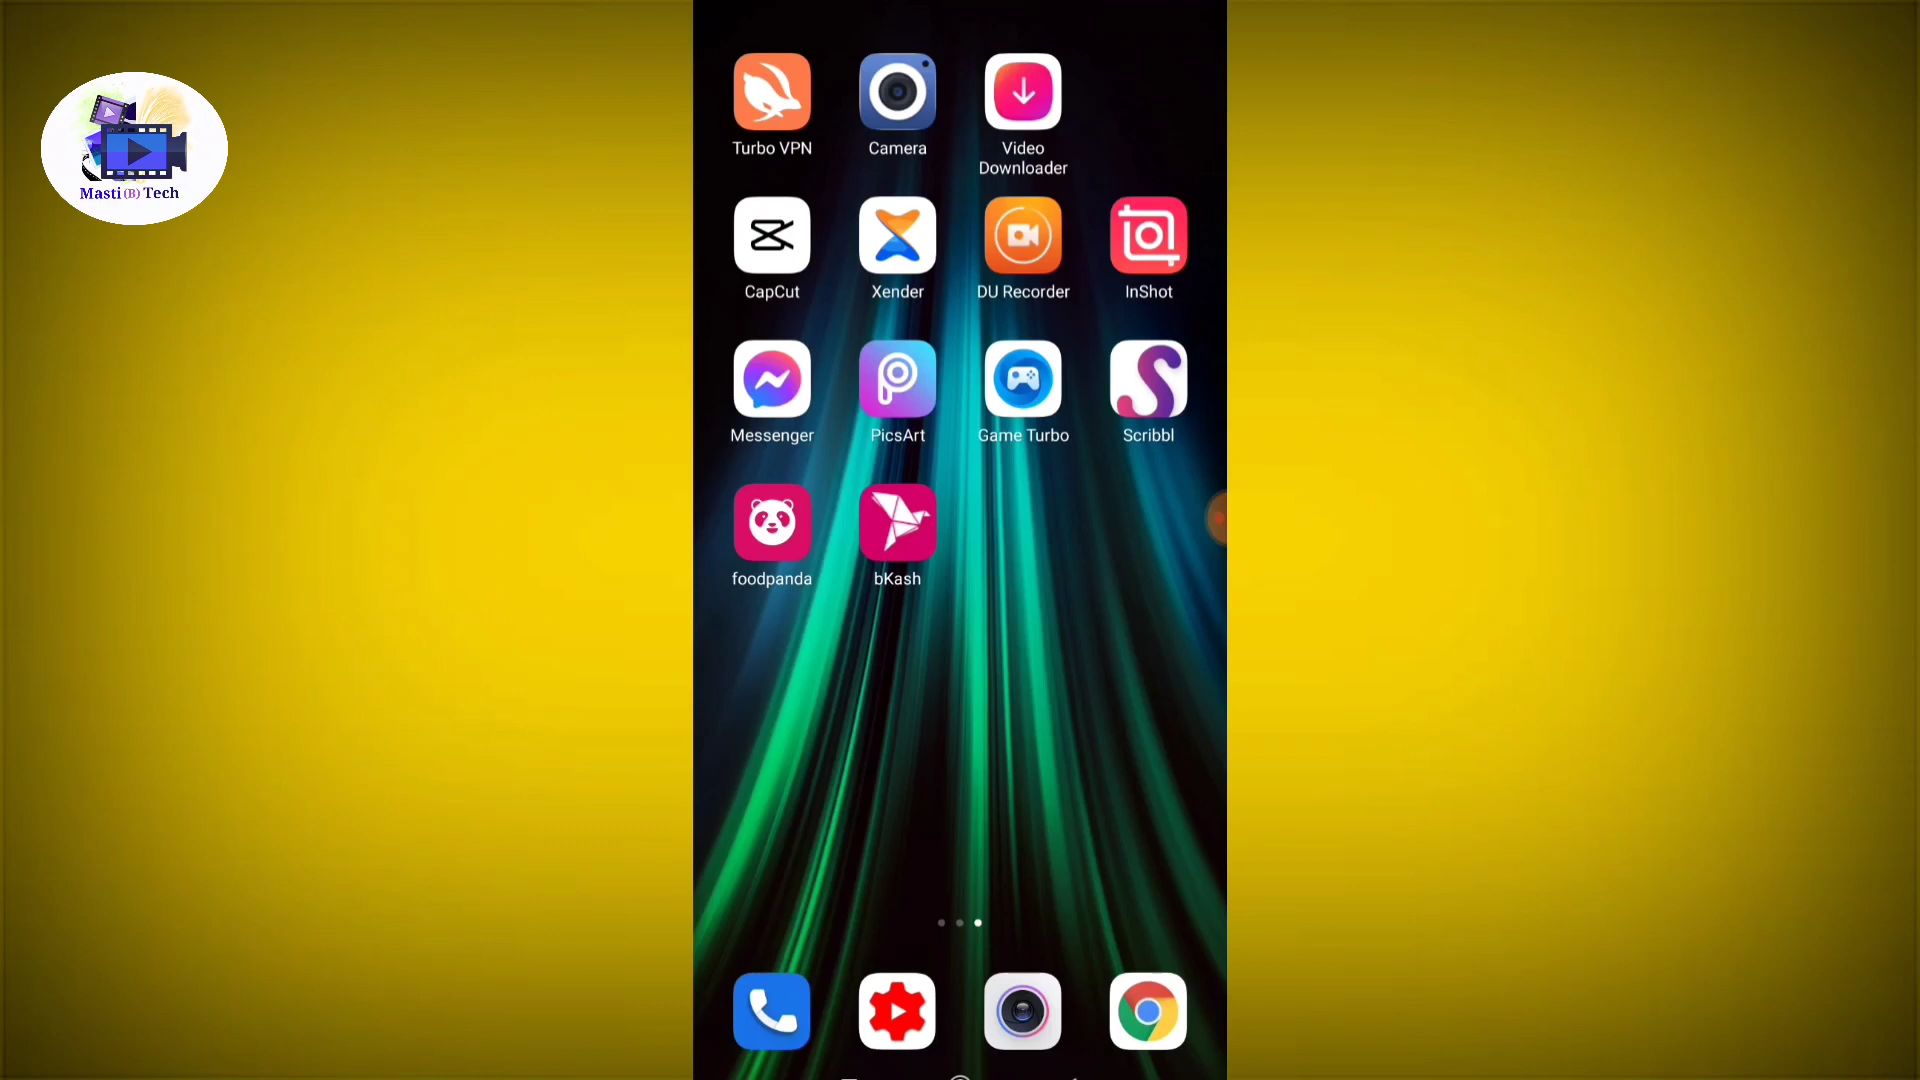 Masti (B) Tech
Turbo VPN
Camera
Video
Downloader
CapCut
Xender
DU Recorder
InShot
Messenger
PicsArt
Game Turbo
Scribbl
foodpanda
bKash